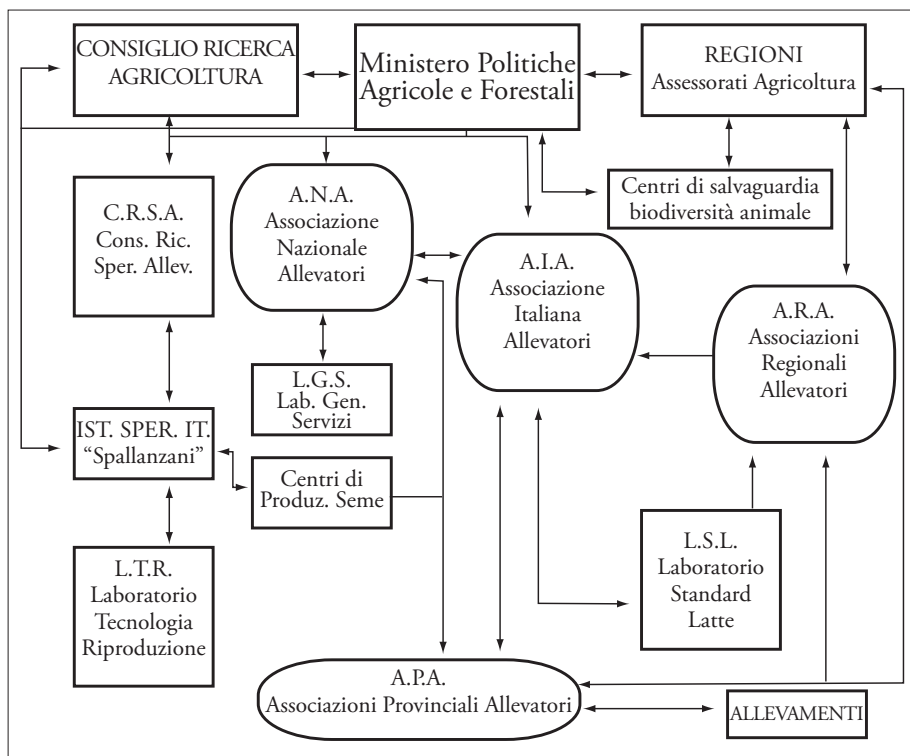 CONSIGLIO RICERCA
AGRICOLTURA
Ministero Politiche
Agricole e Forestali
REGIONI
Assessorati Agricoltura
C.R.S.A.
Cons. Ric.
Sper. Allev.
A.N.A.
Associazione
Nazionale
Allevatori
Centri di salvaguardia
biodiversità animale
A.I.A.
Associazione
Italiana
Allevatori
A.R.A.
Associazioni
Regionali
Allevatori
L.G.S.
Lab. Gen.
Servizi
IST. SPER. IT.
“Spallanzani”
Centri di
Produz. Seme
L.T.R.
Laboratorio
Tecnologia
Riproduzione
L.S.L.
Laboratorio
Standard
Latte
A.P.A.
Associazioni Provinciali Allevatori
ALLEVAMENTI